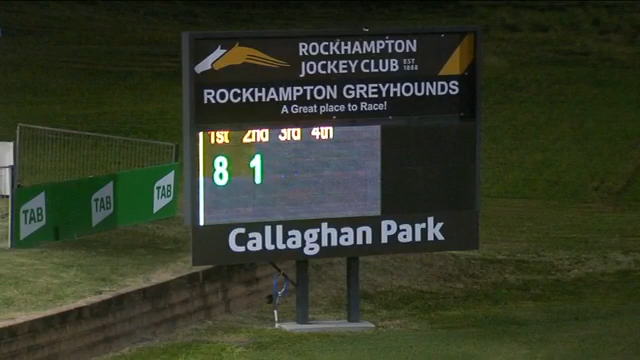 ROCKHAMPTON
JOCKEY CLUB EST 1868
ROCKHAMPTON GREYHOUNDS
A Great place to Race!
1st 2nd 3rd 4th
8 1
Callaghan Park
TAB TAB TAB